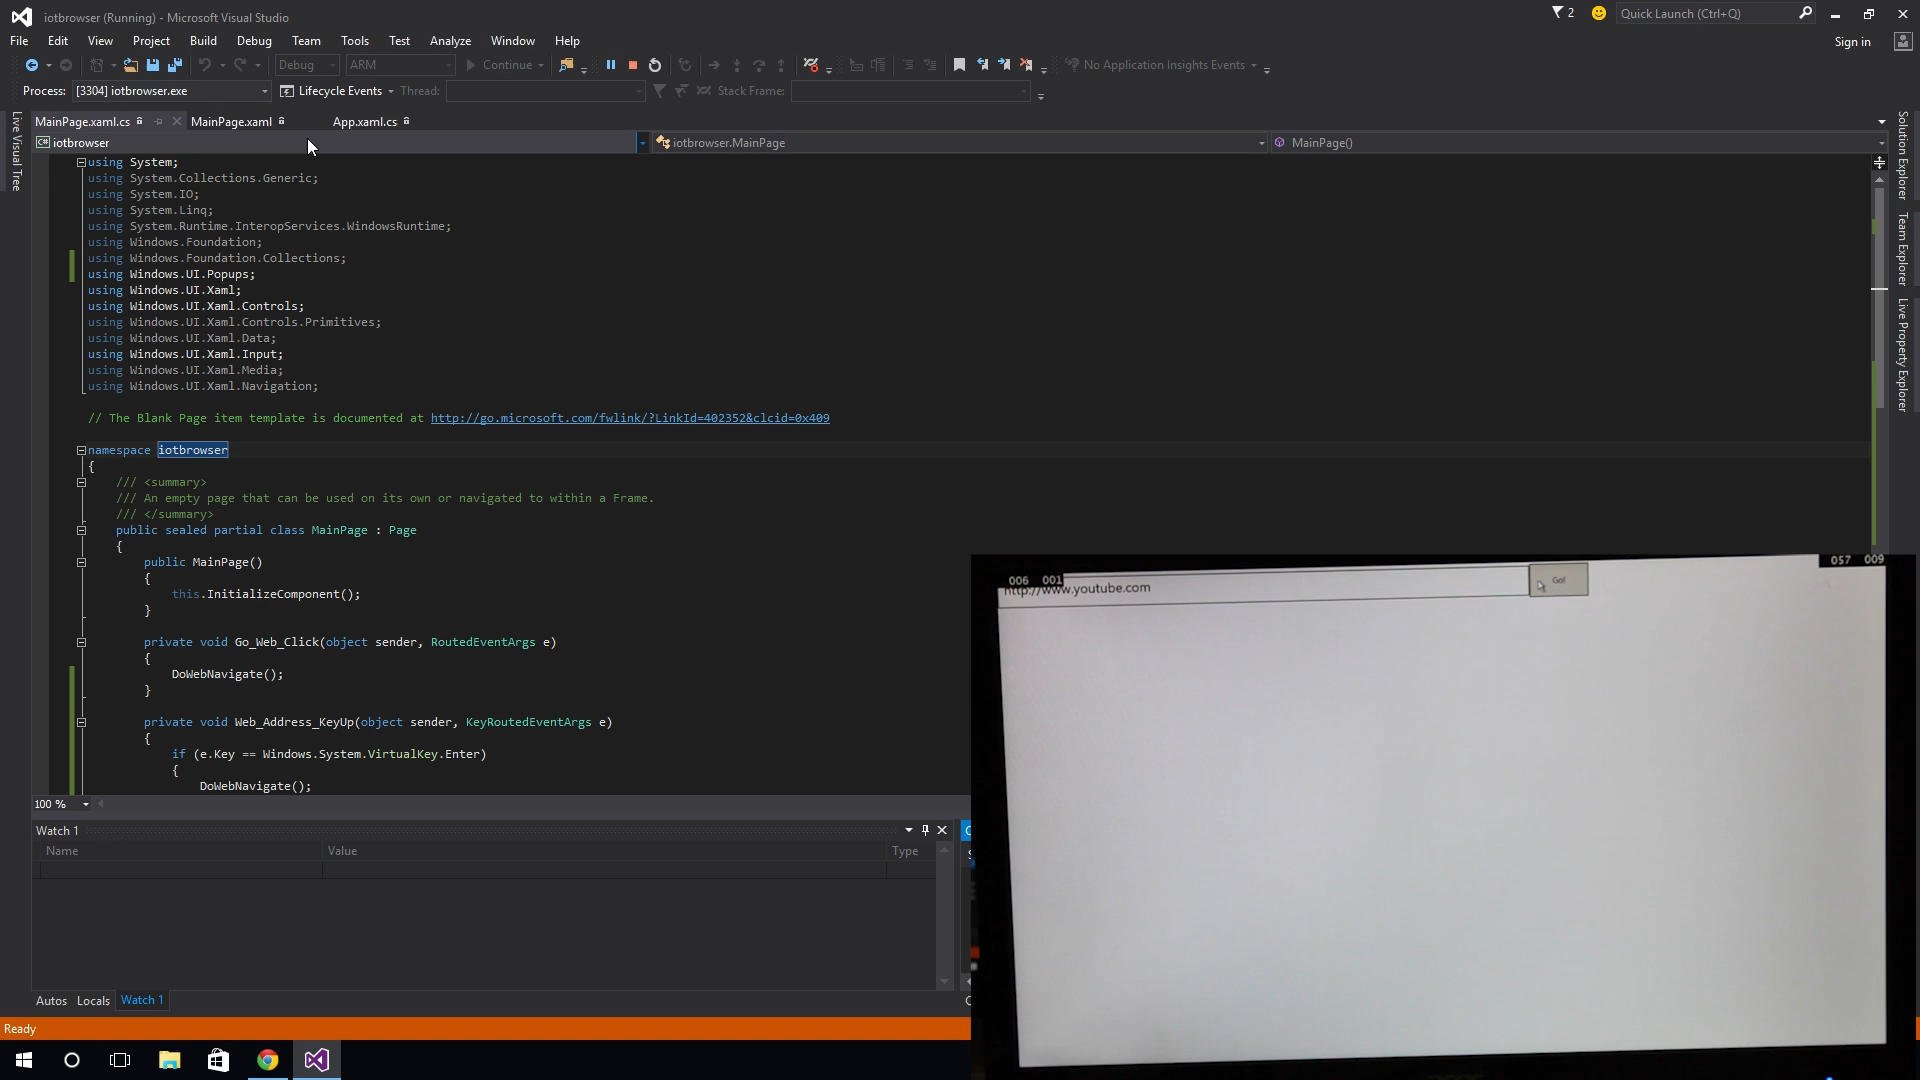 iotbrowser (Running) - Microsoft Visual Studio
2
Quick Launch (Ctrl+Q)
File Edit View Project Build Debug Team Tools Test Analyze Window Help
Sign in
Debug ARM Continue No Application Insights Events
Process: [3304] iotbrowser.exe Lifecycle Events Thread: Stack Frame:
MainPage.xaml.cs MainPage.xaml App.xaml.cs
iotbrowser iotbrowser.MainPage MainPage()
Live Visual Tree
Solution Explorer
Team Explorer
Live Property Explorer
using System;
using System.Collections.Generic;
using System.IO;
using System.Linq;
using System.Runtime.InteropServices.WindowsRuntime;
using Windows.Foundation;
using Windows.Foundation.Collections;
using Windows.UI.Popups;
using Windows.UI.Xaml;
using Windows.UI.Xaml.Controls;
using Windows.UI.Xaml.Controls.Primitives;
using Windows.UI.Xaml.Data;
using Windows.UI.Xaml.Input;
using Windows.UI.Xaml.Media;
using Windows.UI.Xaml.Navigation;
// The Blank Page item template is documented at http://go.microsoft.com/fwlink/?LinkId=402352&clcid=0x409
namespace iotbrowser
{
/// <summary>
/// An empty page that can be used on its own or navigated to within a Frame.
/// </summary>
public sealed partial class MainPage : Page
{
public MainPage()
{
this.InitializeComponent();
}
private void Go_Web_Click(object sender, RoutedEventArgs e)
{
DoWebNavigate();
}
private void Web_Address_KeyUp(object sender, KeyRoutedEventArgs e)
{
if (e.Key == Windows.System.VirtualKey.Enter)
{
DoWebNavigate();
100 %
Watch 1
Name Value Type
Autos Locals Watch 1
Ready
006 001 057 009
http://www.youtube.com Go!